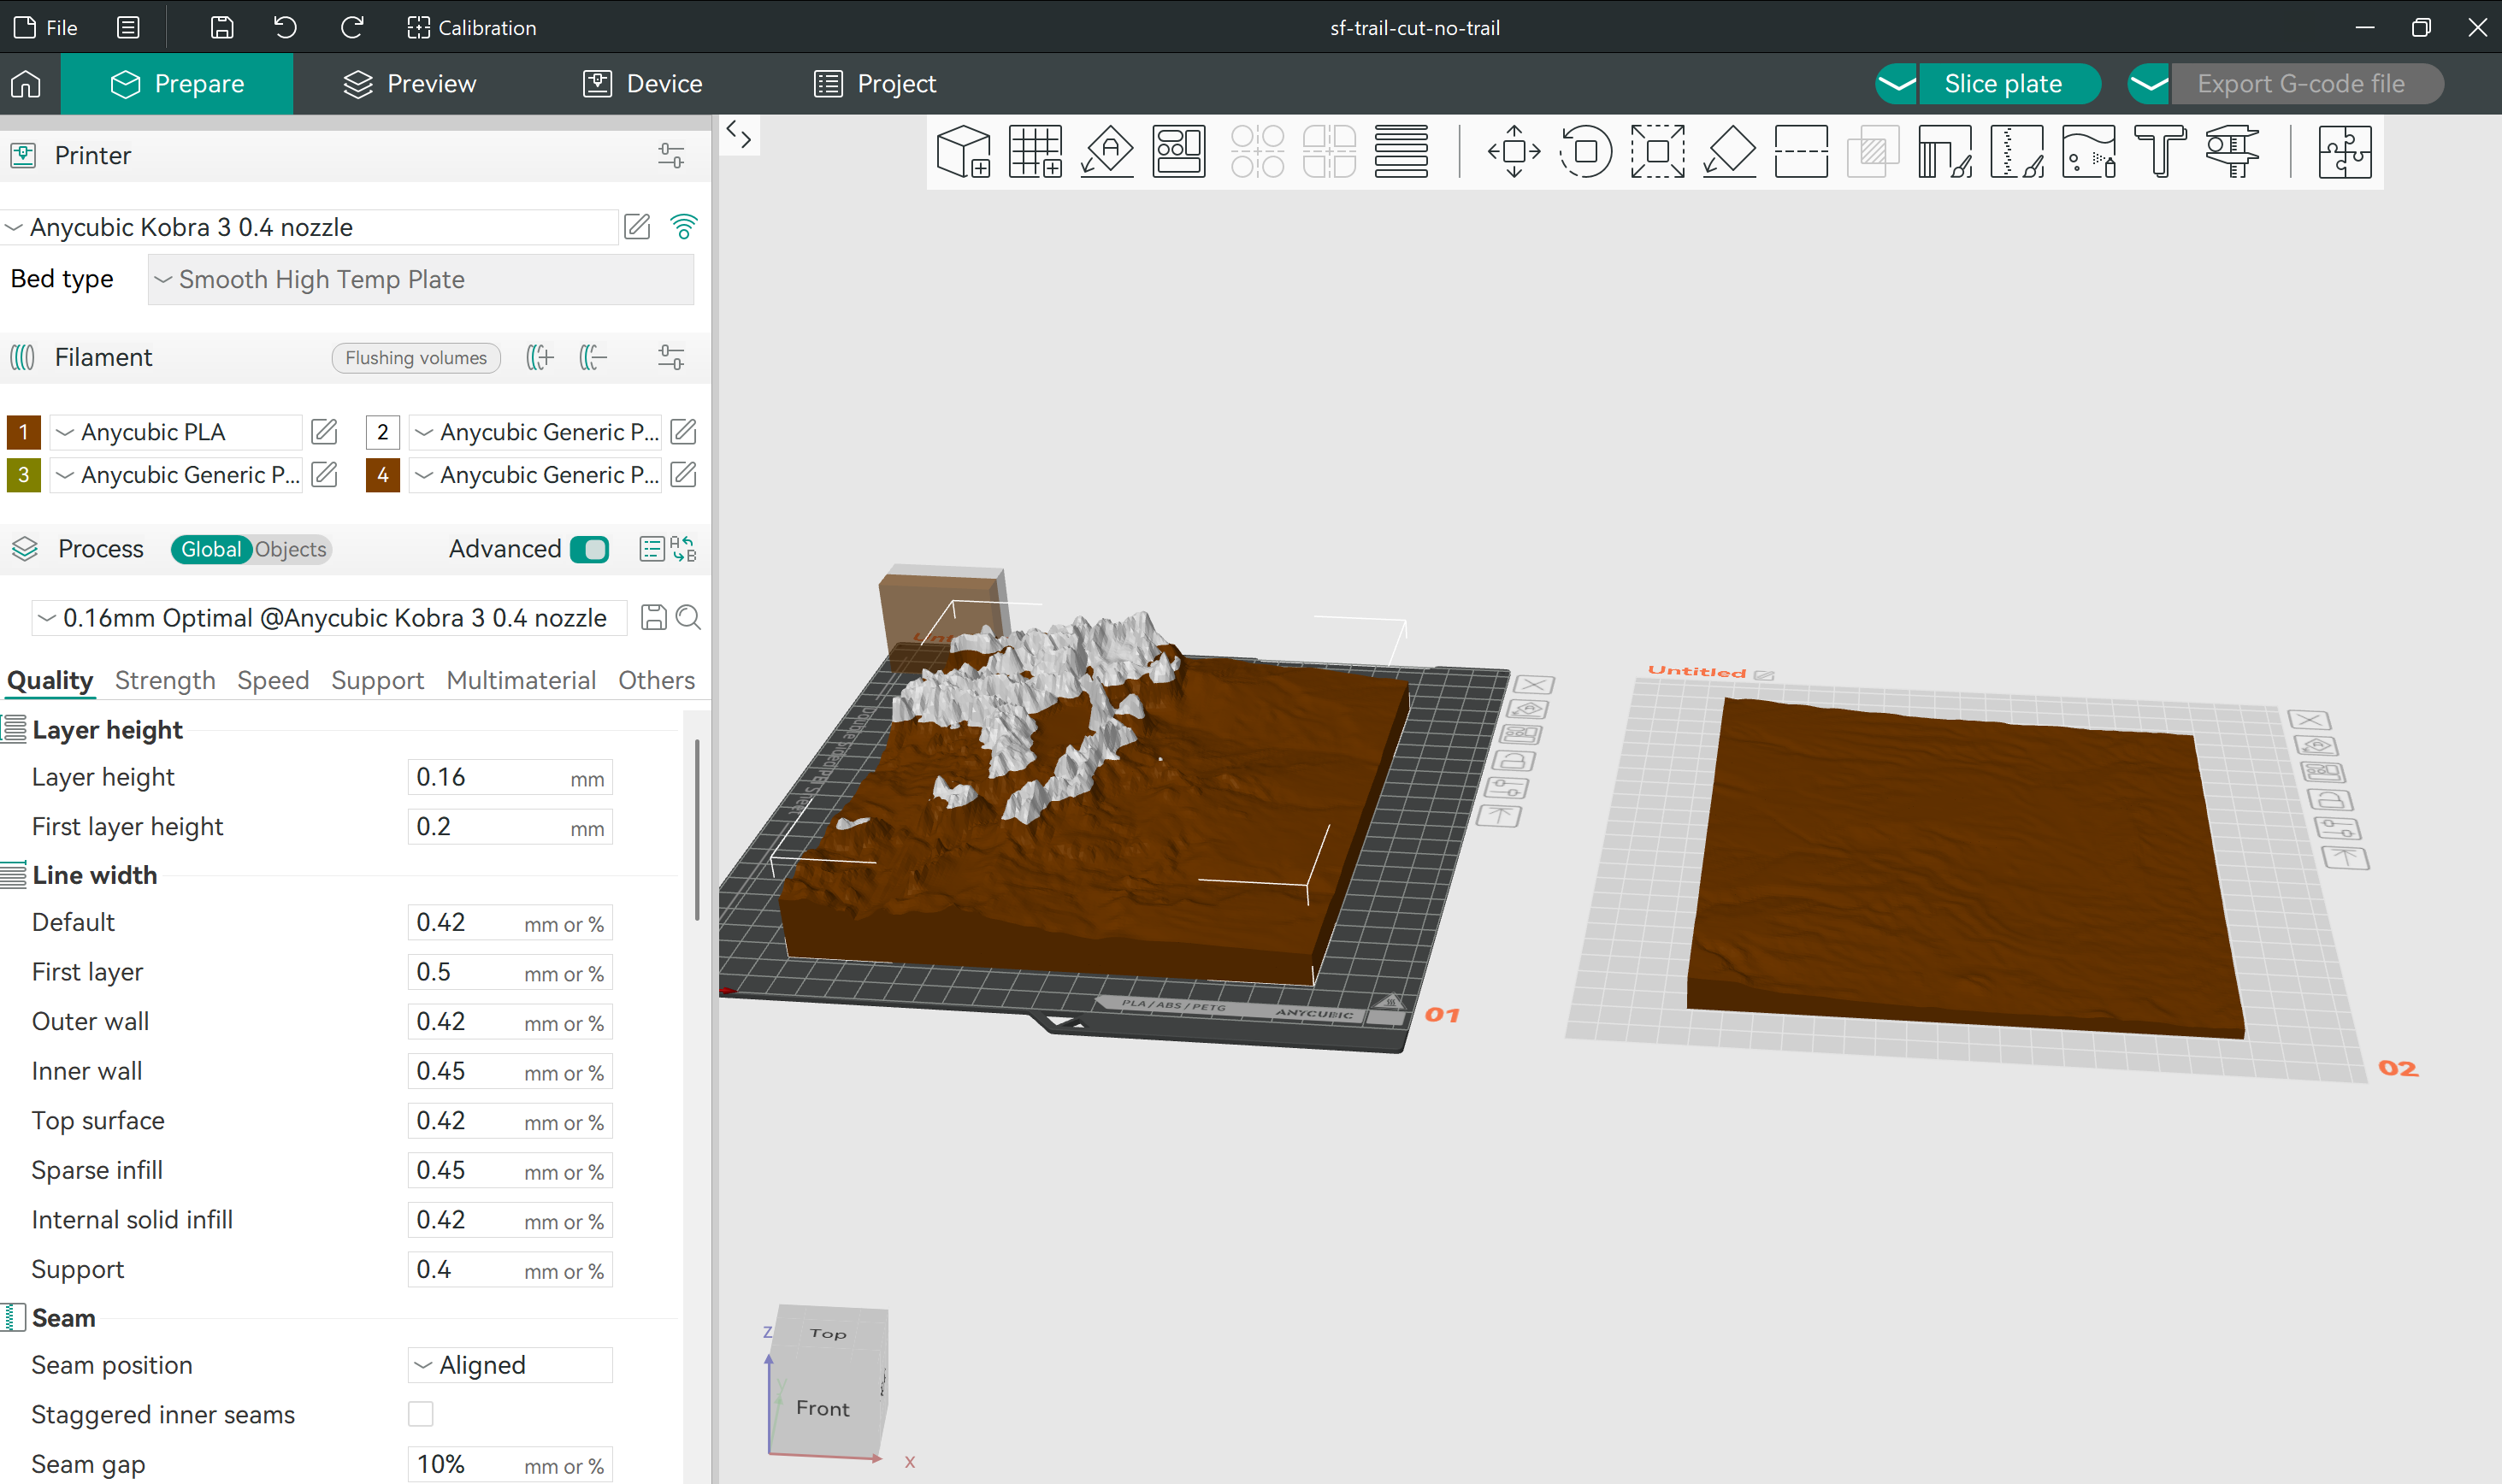 File
Calibration
sf-trail-cut-no-trail
Prepare
Preview
Device
Project
Slice plate
Export G-code file
Printer
Anycubic Kobra 3 0.4 nozzle
Bed type
Smooth High Temp Plate
Filament
Flushing volumes
1 Anycubic PLA
2 Anycubic Generic P...
3 Anycubic Generic P...
4 Anycubic Generic P...
Process
Global
Objects
Advanced
0.16mm Optimal @Anycubic Kobra 3 0.4 nozzle
Quality Strength Speed Support Multimaterial Others
Layer height
Layer height 0.16 mm
First layer height 0.2 mm
Line width
Default 0.42 mm or %
First layer 0.5 mm or %
Outer wall 0.42 mm or %
Inner wall 0.45 mm or %
Top surface 0.42 mm or %
Sparse infill 0.45 mm or %
Internal solid infill 0.42 mm or %
Support 0.4 mm or %
Seam
Seam position Aligned
Staggered inner seams
Seam gap 10% mm or %
PLA/ABS/PETG
ANYCUBIC
01
Untitled
02
Z
Top
Y
Front
X